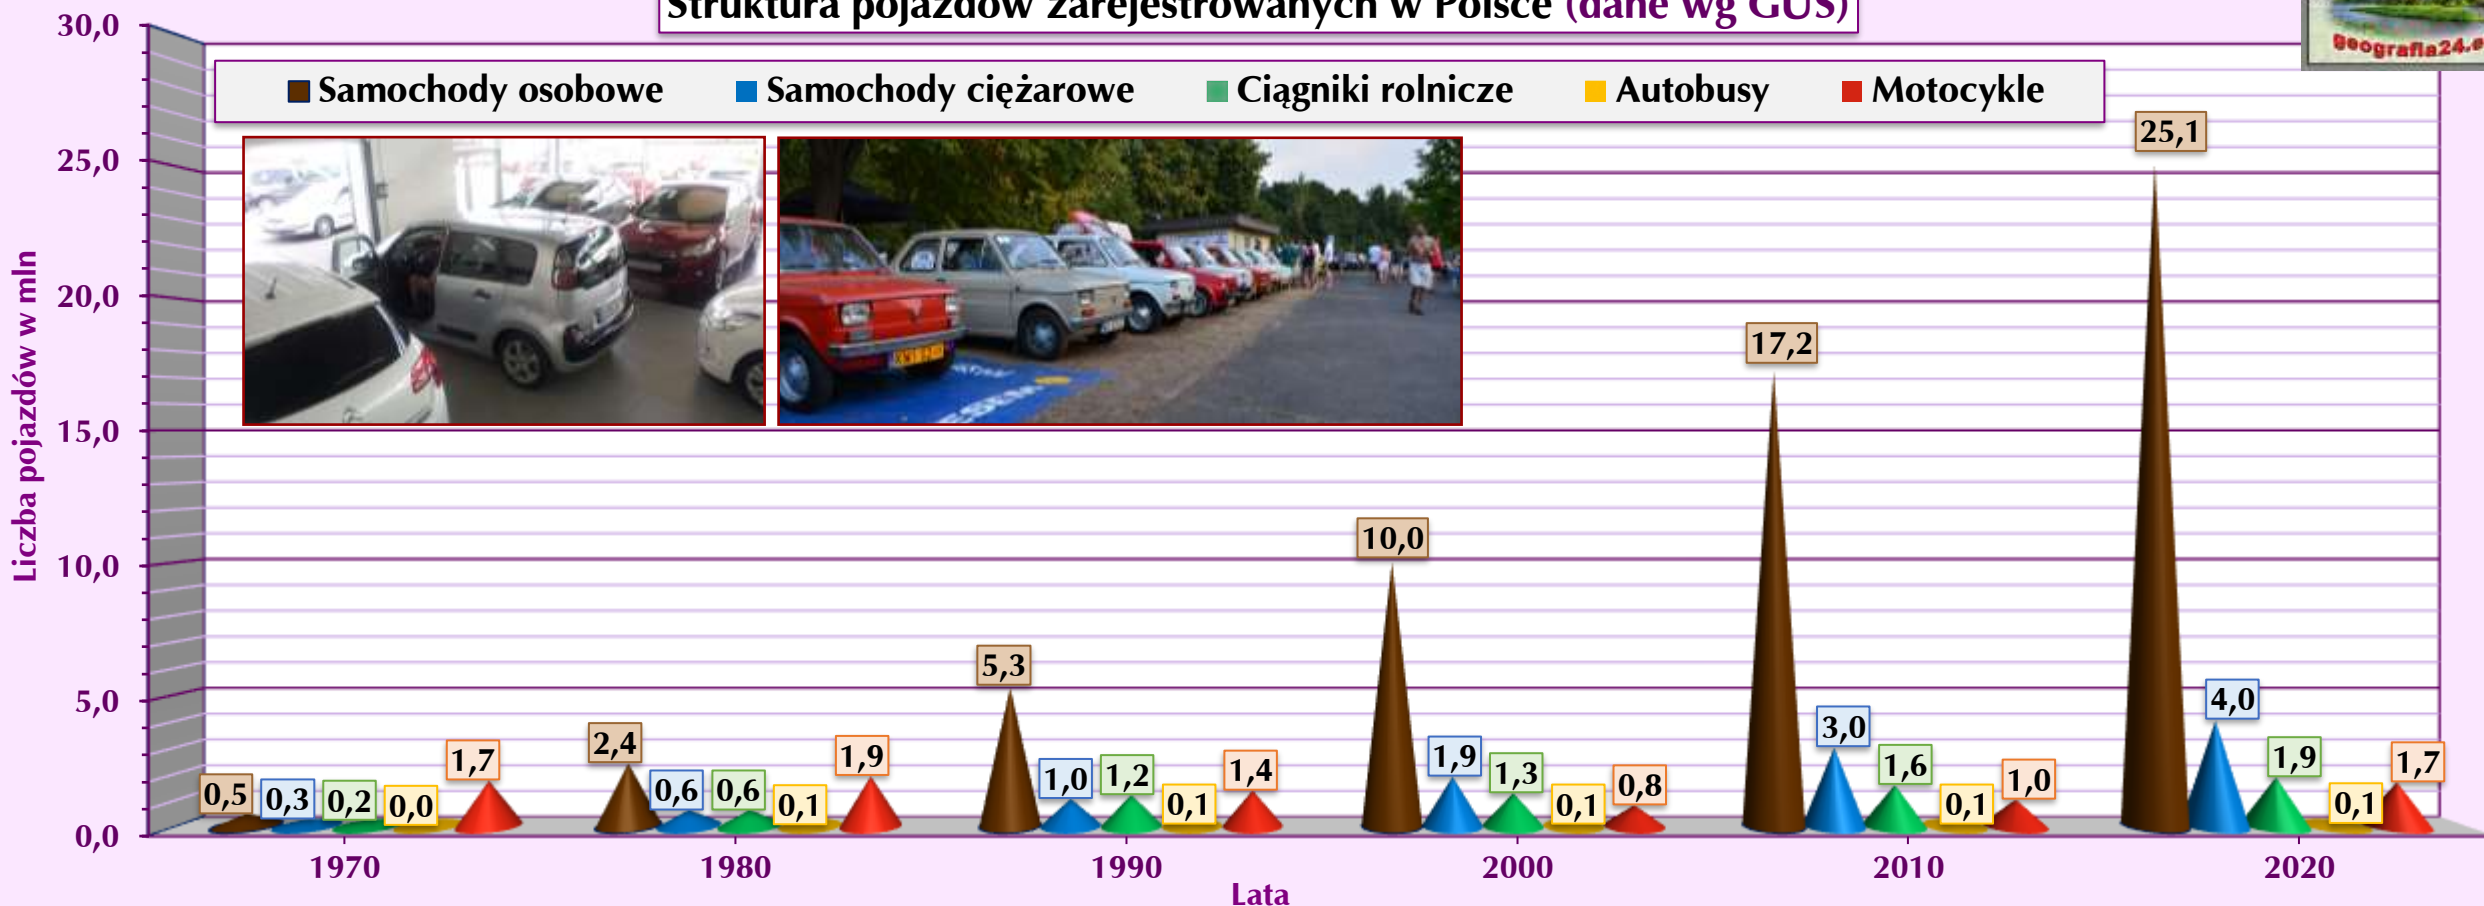 Struktura pojazdów zarejestrowanych w Polsce (dane wg GUS)
geografia24.e
Samochody osobowe Samochody ciężarowe Ciągniki rolnicze Autobusy Motocykle
Liczba pojazdów w mln
30,0
25,0
20,0
15,0
10,0
5,0
0,0
0,5 0,3 0,2 0,0 1,7
2,4 0,6 0,6 0,1 1,9
5,3 1,0 1,2 0,1 1,4
10,0 1,9 1,3 0,1 0,8
17,2 3,0 1,6 0,1 1,0
25,1 4,0 1,9 0,1 1,7
1970 1980 1990 2000 2010 2020
Lata